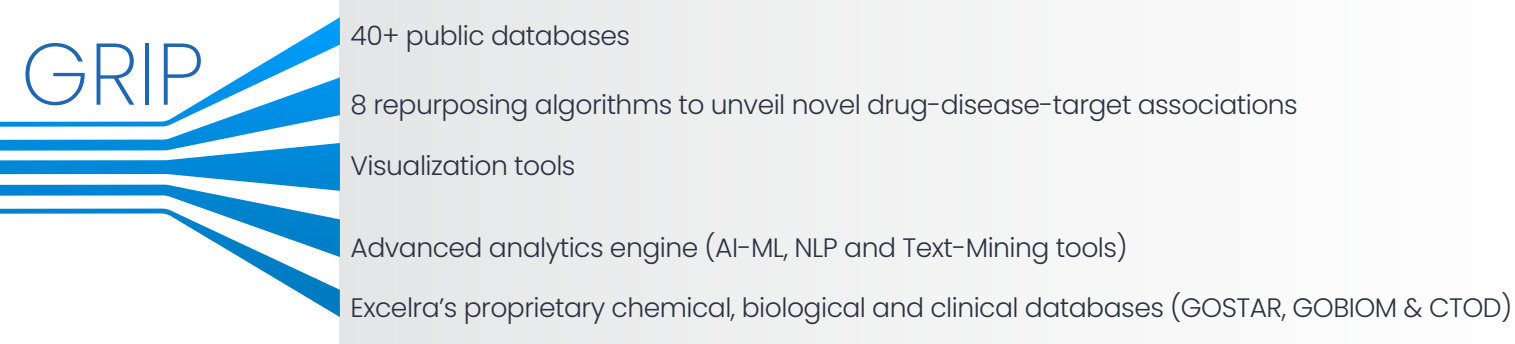 GRIP
40+ public databases
8 repurposing algorithms to unveil novel drug-disease-target associations
Visualization tools
Advanced analytics engine (AI-ML, NLP and Text-Mining tools)
Excelra’s proprietary chemical, biological and clinical databases (GOSTAR, GOBIOM & CTOD)